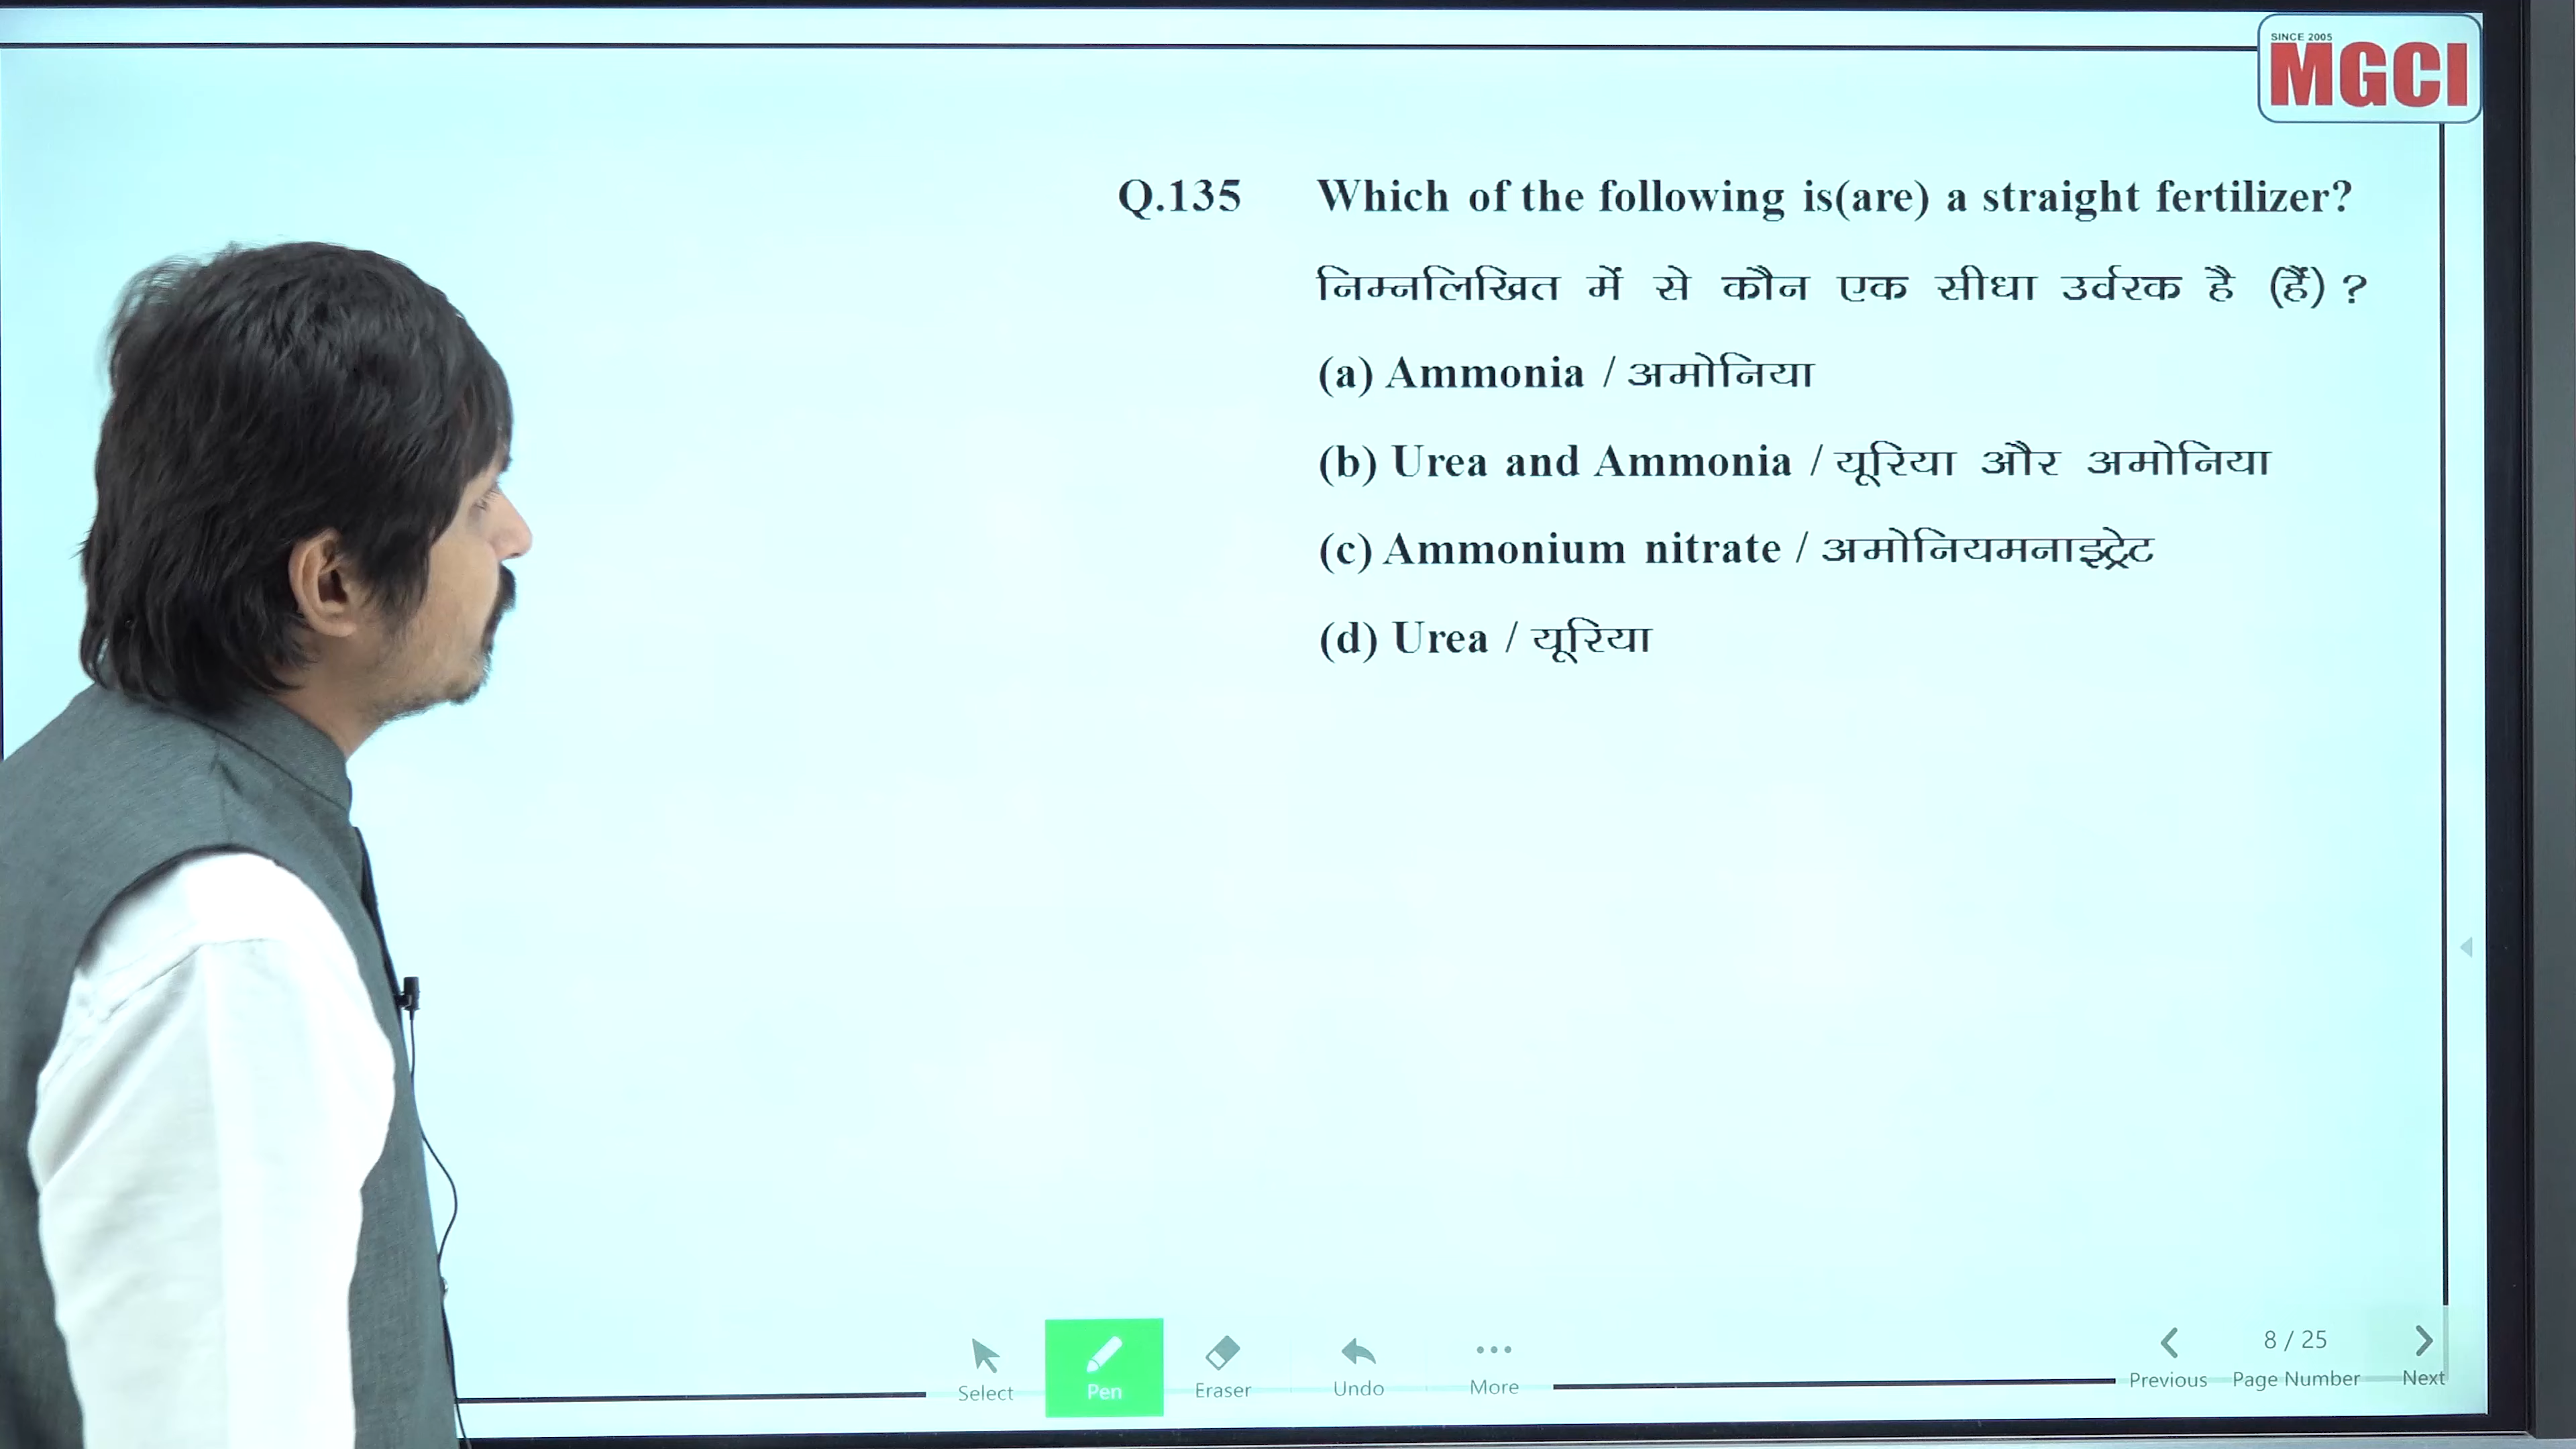 SINCE 2005
MGCI
Q.135 Which of the following is(are) a straight fertilizer?
निम्नलिखित में से कौन एक सीधा उर्वरक है (हैं) ?
(a) Ammonia / अमोनिया
(b) Urea and Ammonia / यूरिया और अमोनिया
(c) Ammonium nitrate / अमोनियमनाइट्रेट
(d) Urea / यूरिया
Select Pen Eraser Undo More
8 / 25
Previous Page Number Next